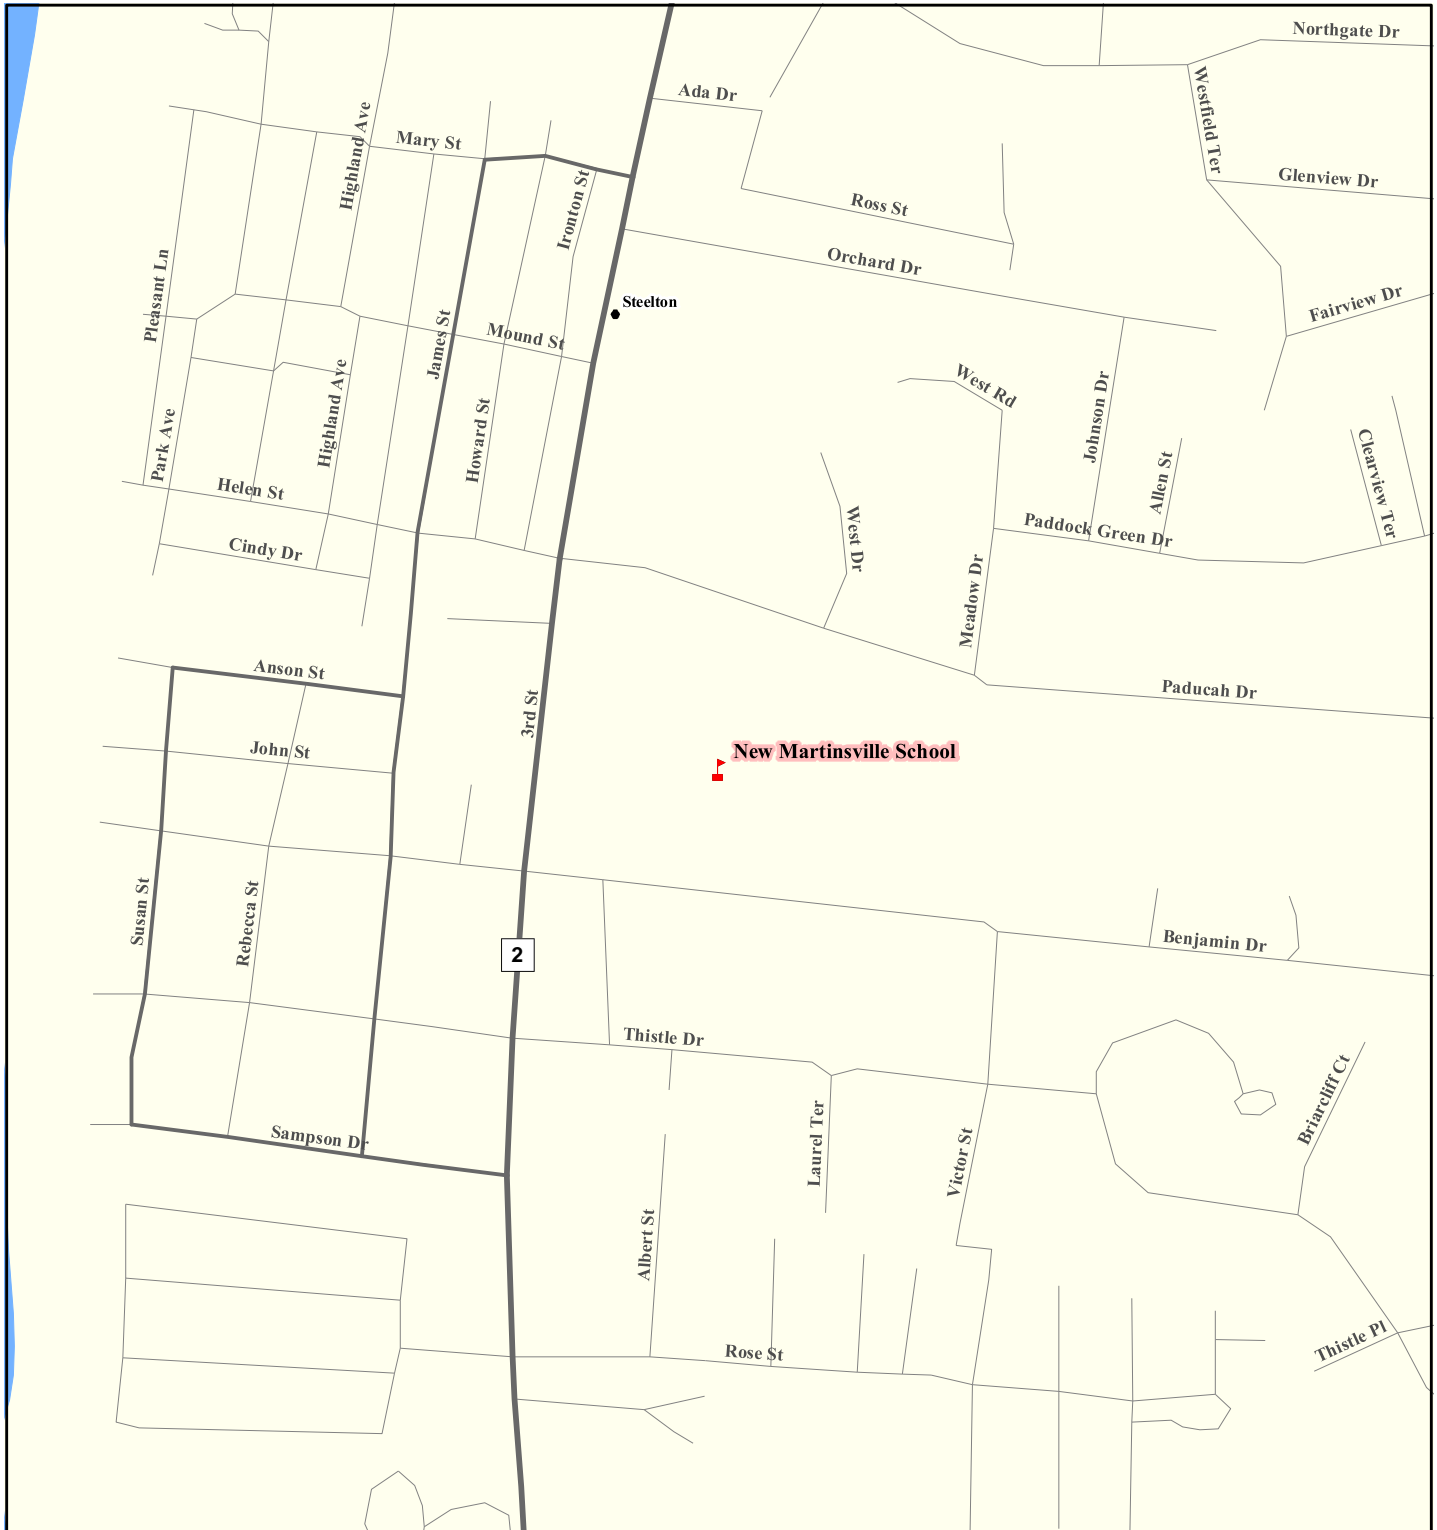 Northgate Dr
Ada Dr
Westfield Ter
Highland Ave
Mary St
Glenview Dr
Ironton St
Ross St
Orchard Dr
Pleasant Ln
Steelton
Fairview Dr
James St
Mound St
West Rd
Johnson Dr
Highland Ave
Park Ave
Howard St
Allen St
Clearview Ter
Helen St
Paddock Green Dr
West Dr
Cindy Dr
Meadow Dr
Anson St
3rd St
Paducah Dr
John St
New Martinsville School
Susan St
Rebecca St
2
Benjamin Dr
Thistle Dr
Briarcliff Ct
Laurel Ter
Victor St
Sampson Dr
Albert St
Rose St
Thistle Pl